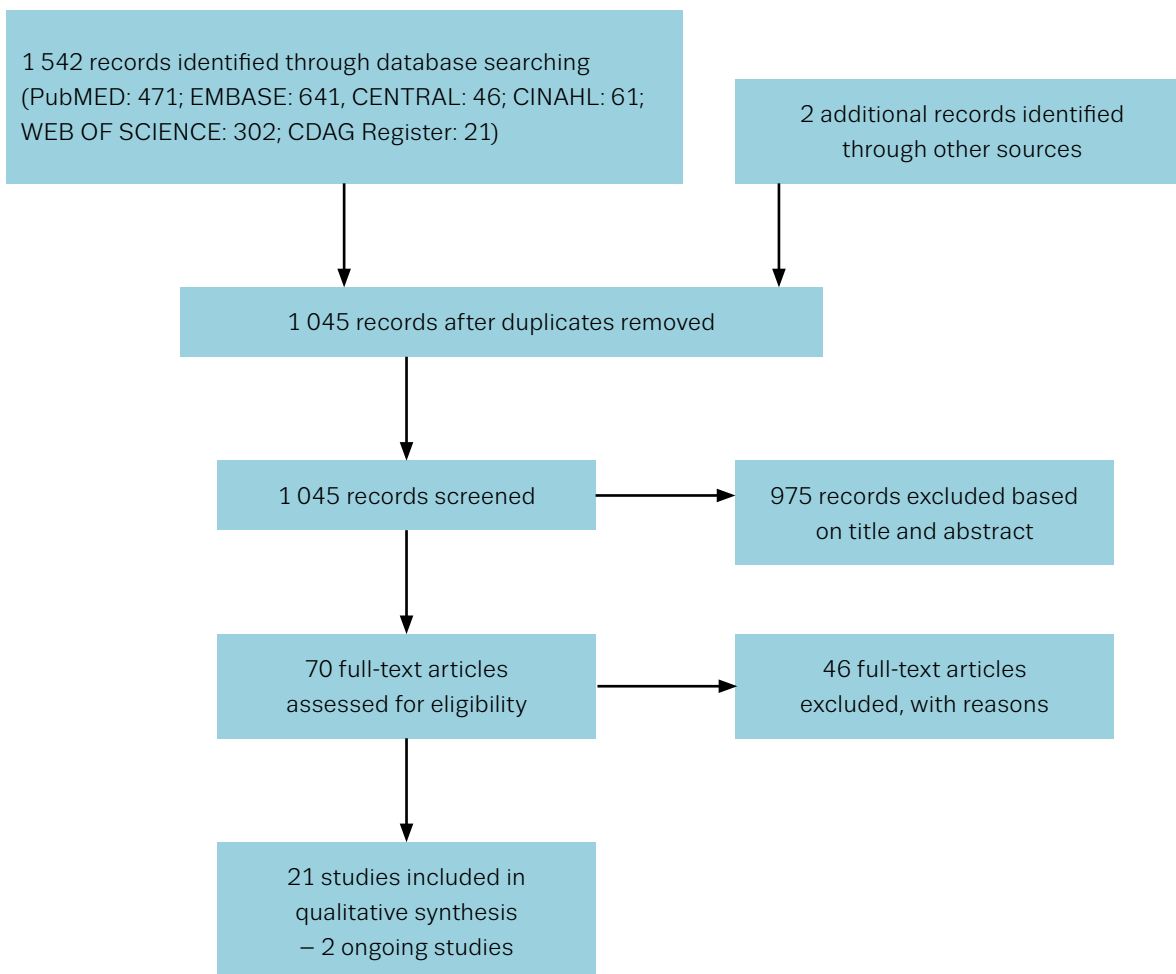 1 542 records identified through database searching
(PubMED: 471; EMBASE: 641, CENTRAL: 46; CINAHL: 61;
WEB OF SCIENCE: 302; CDAG Register: 21)
2 additional records identified
through other sources
1 045 records after duplicates removed
1 045 records screened
975 records excluded based
on title and abstract
70 full-text articles
assessed for eligibility
46 full-text articles
excluded, with reasons
21 studies included in
qualitative synthesis
– 2 ongoing studies